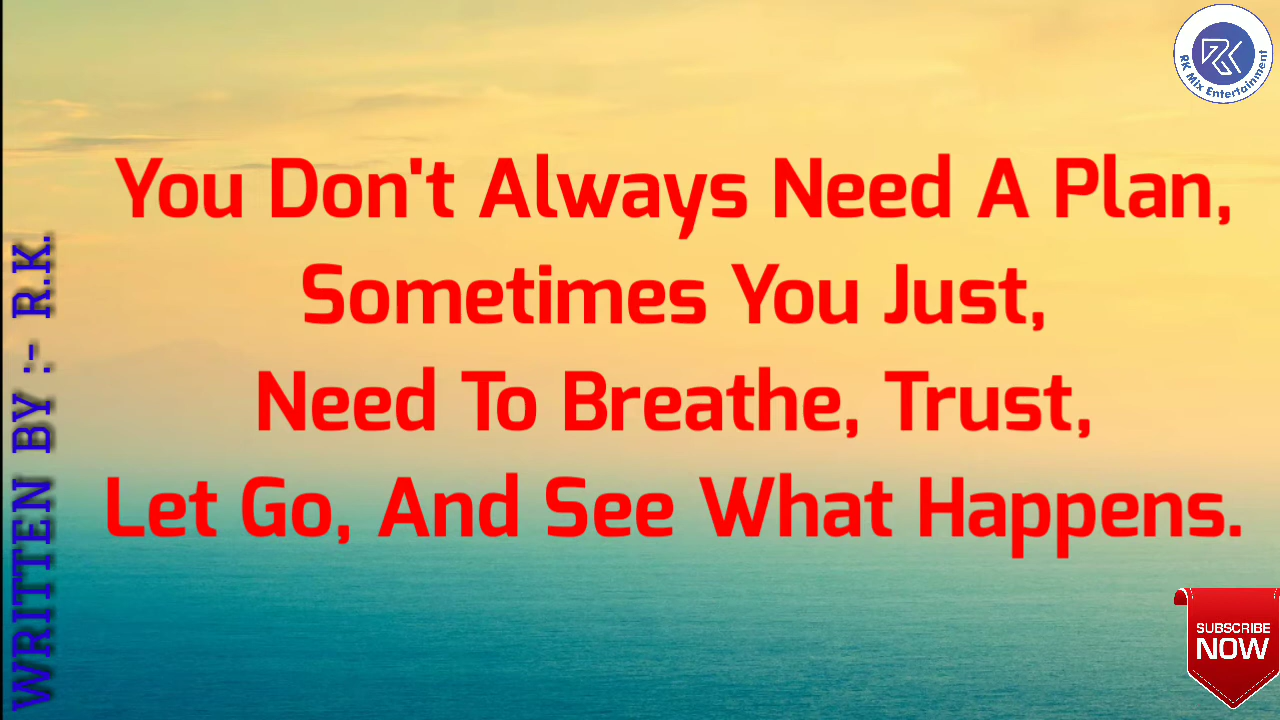 RK Mix Entertainment
You Don't Always Need A Plan,
Sometimes You Just,
Need To Breathe, Trust,
Let Go, And See What Happens.
WRITTEN BY :- R.K.
SUBSCRIBE
NOW